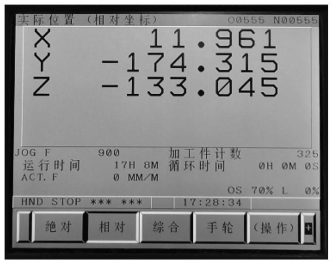 实际位置（相对坐标） O0555 N00555
X 11.961
Y -174.315
Z -133.045
JOG F 900 加工件计数 325
运行时间 17H 8M 循环时间 0H 0M 0S
ACT.F 0 MM/M
OS 70% L 0%
HND STOP *** *** 17:28:34
绝对 相对 综合 手轮 （操作）